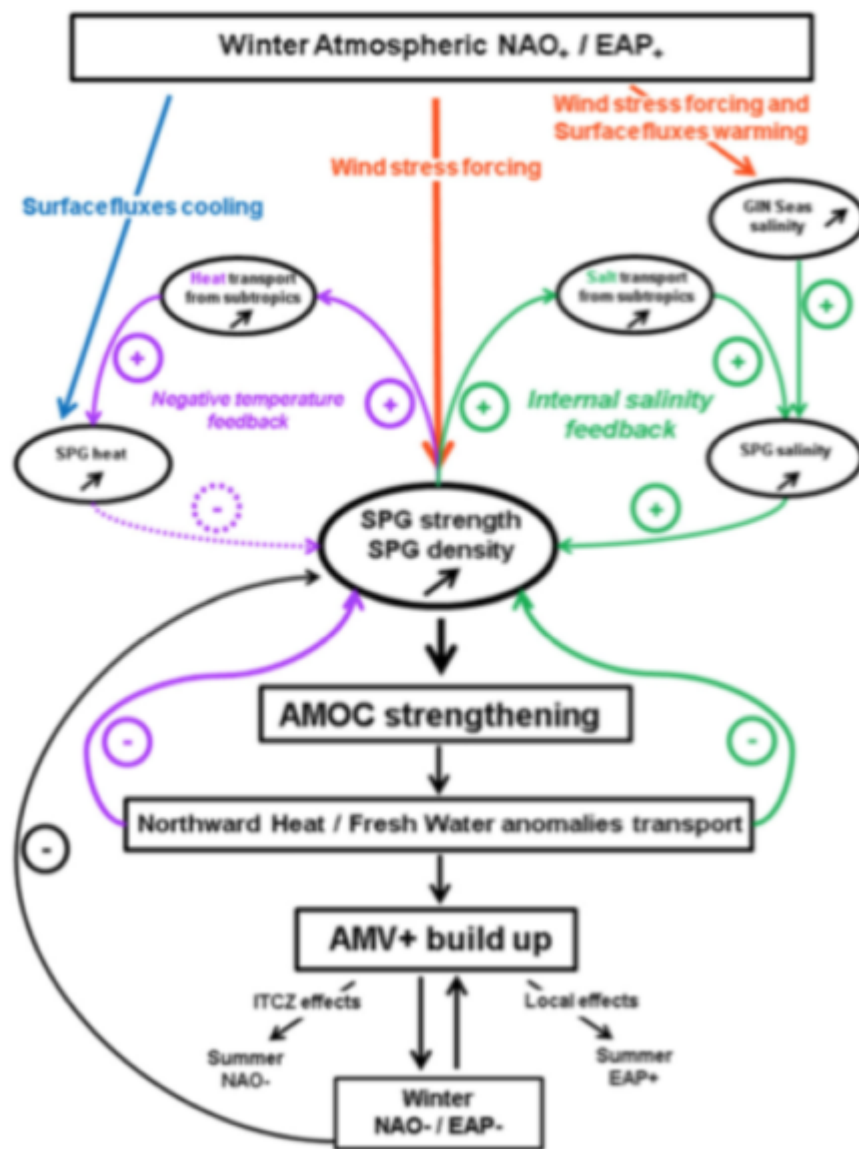 Winter Atmospheric NAO+ / EAP+
Wind stress forcing and
Surface fluxes warming
Wind stress forcing
Surface fluxes cooling
GIN Seas
salinity
Heat transport
from subtropics
Salt transport
from subtropics
+
+
+
+
+
Negative temperature
feedback
Internal salinity
feedback
SPG heat
SPG salinity
-
+
SPG strength
SPG density
AMOC strengthening
-
-
Northward Heat / Fresh Water anomalies transport
-
AMV+ build up
ITCZ effects
Local effects
Summer
NAO-
Summer
EAP+
Winter
NAO- / EAP-